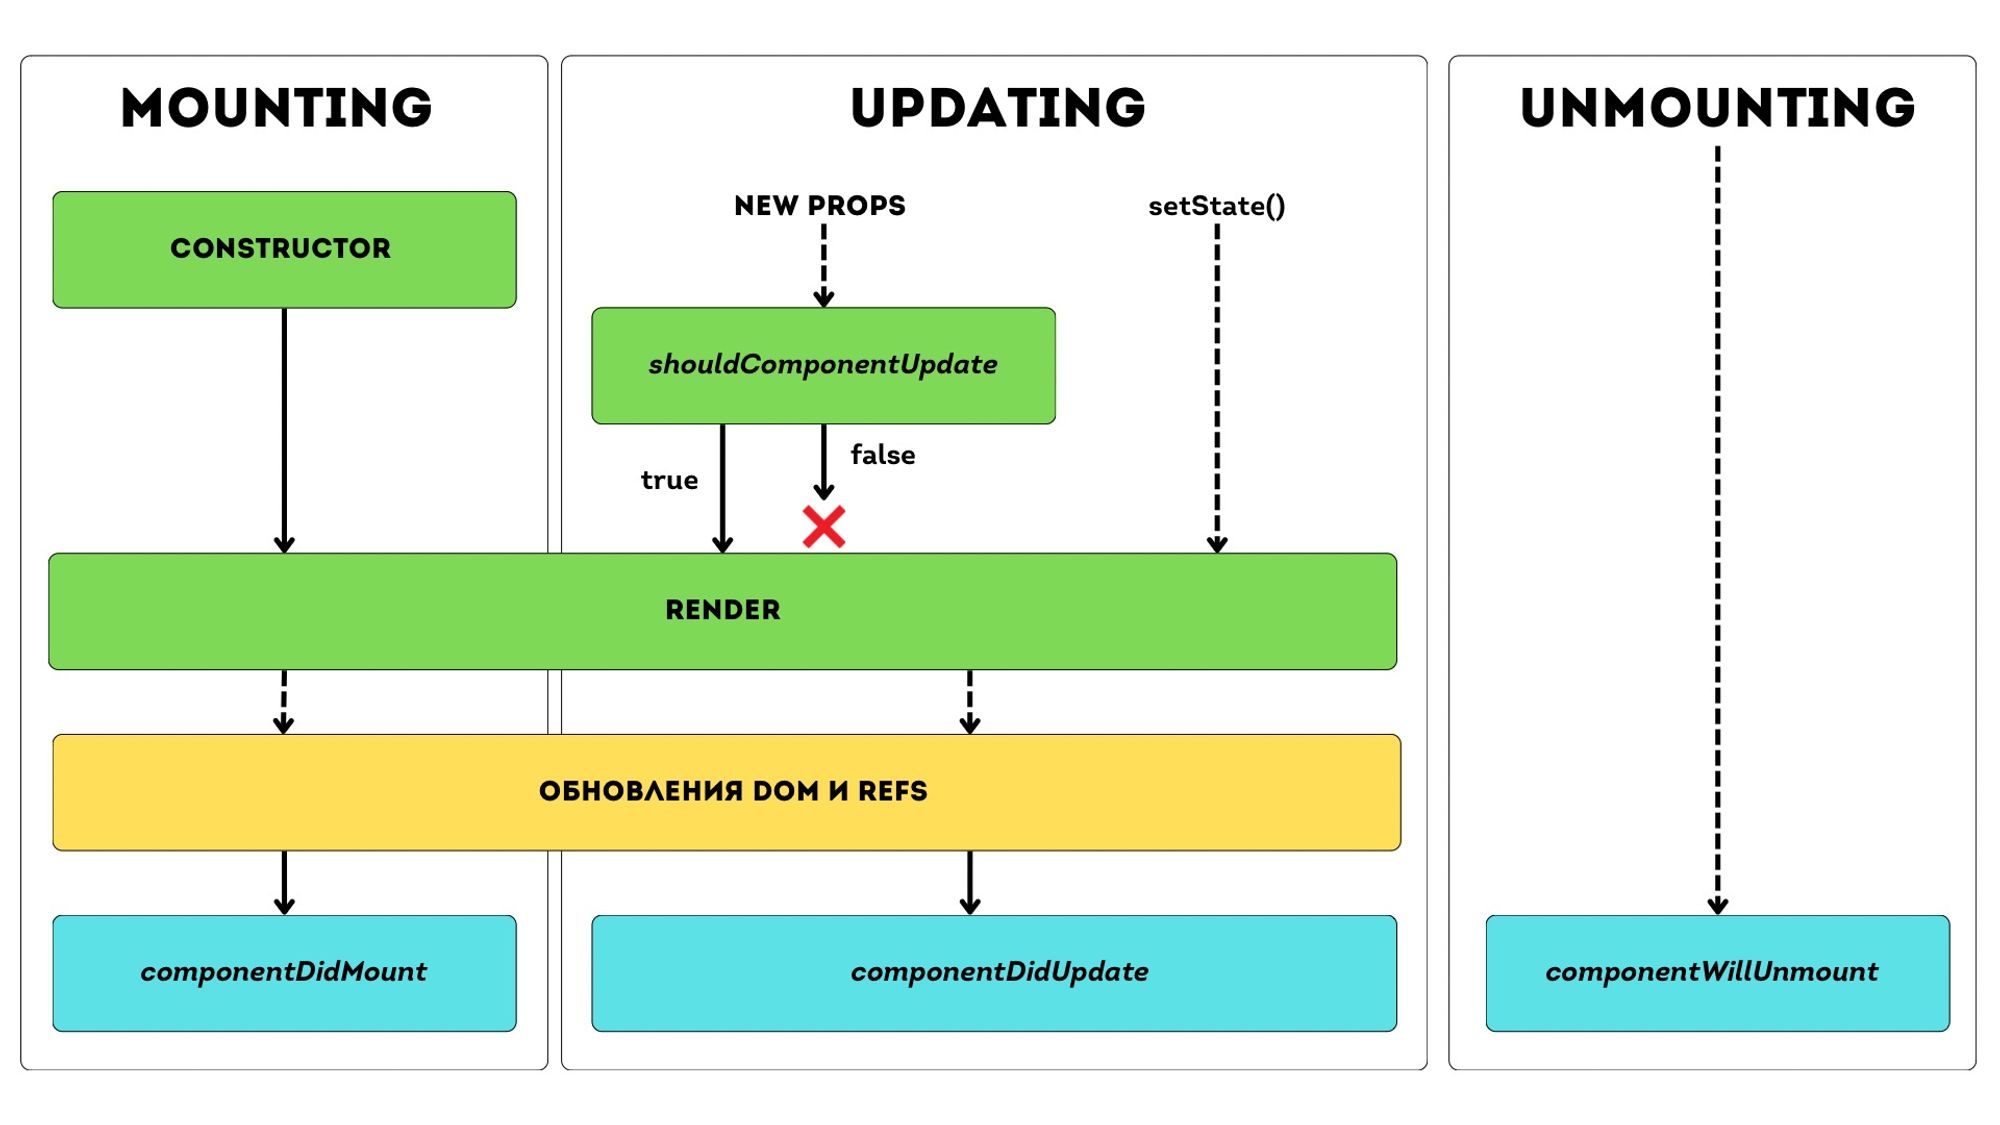 MOUNTING
CONSTRUCTOR
UPDATING
NEW PROPS
setState()
shouldComponentUpdate
true
false
RENDER
ОБНОВЛЕНИЯ DOM И REFS
componentDidMount
componentDidUpdate
UNMOUNTING
componentWillUnmount